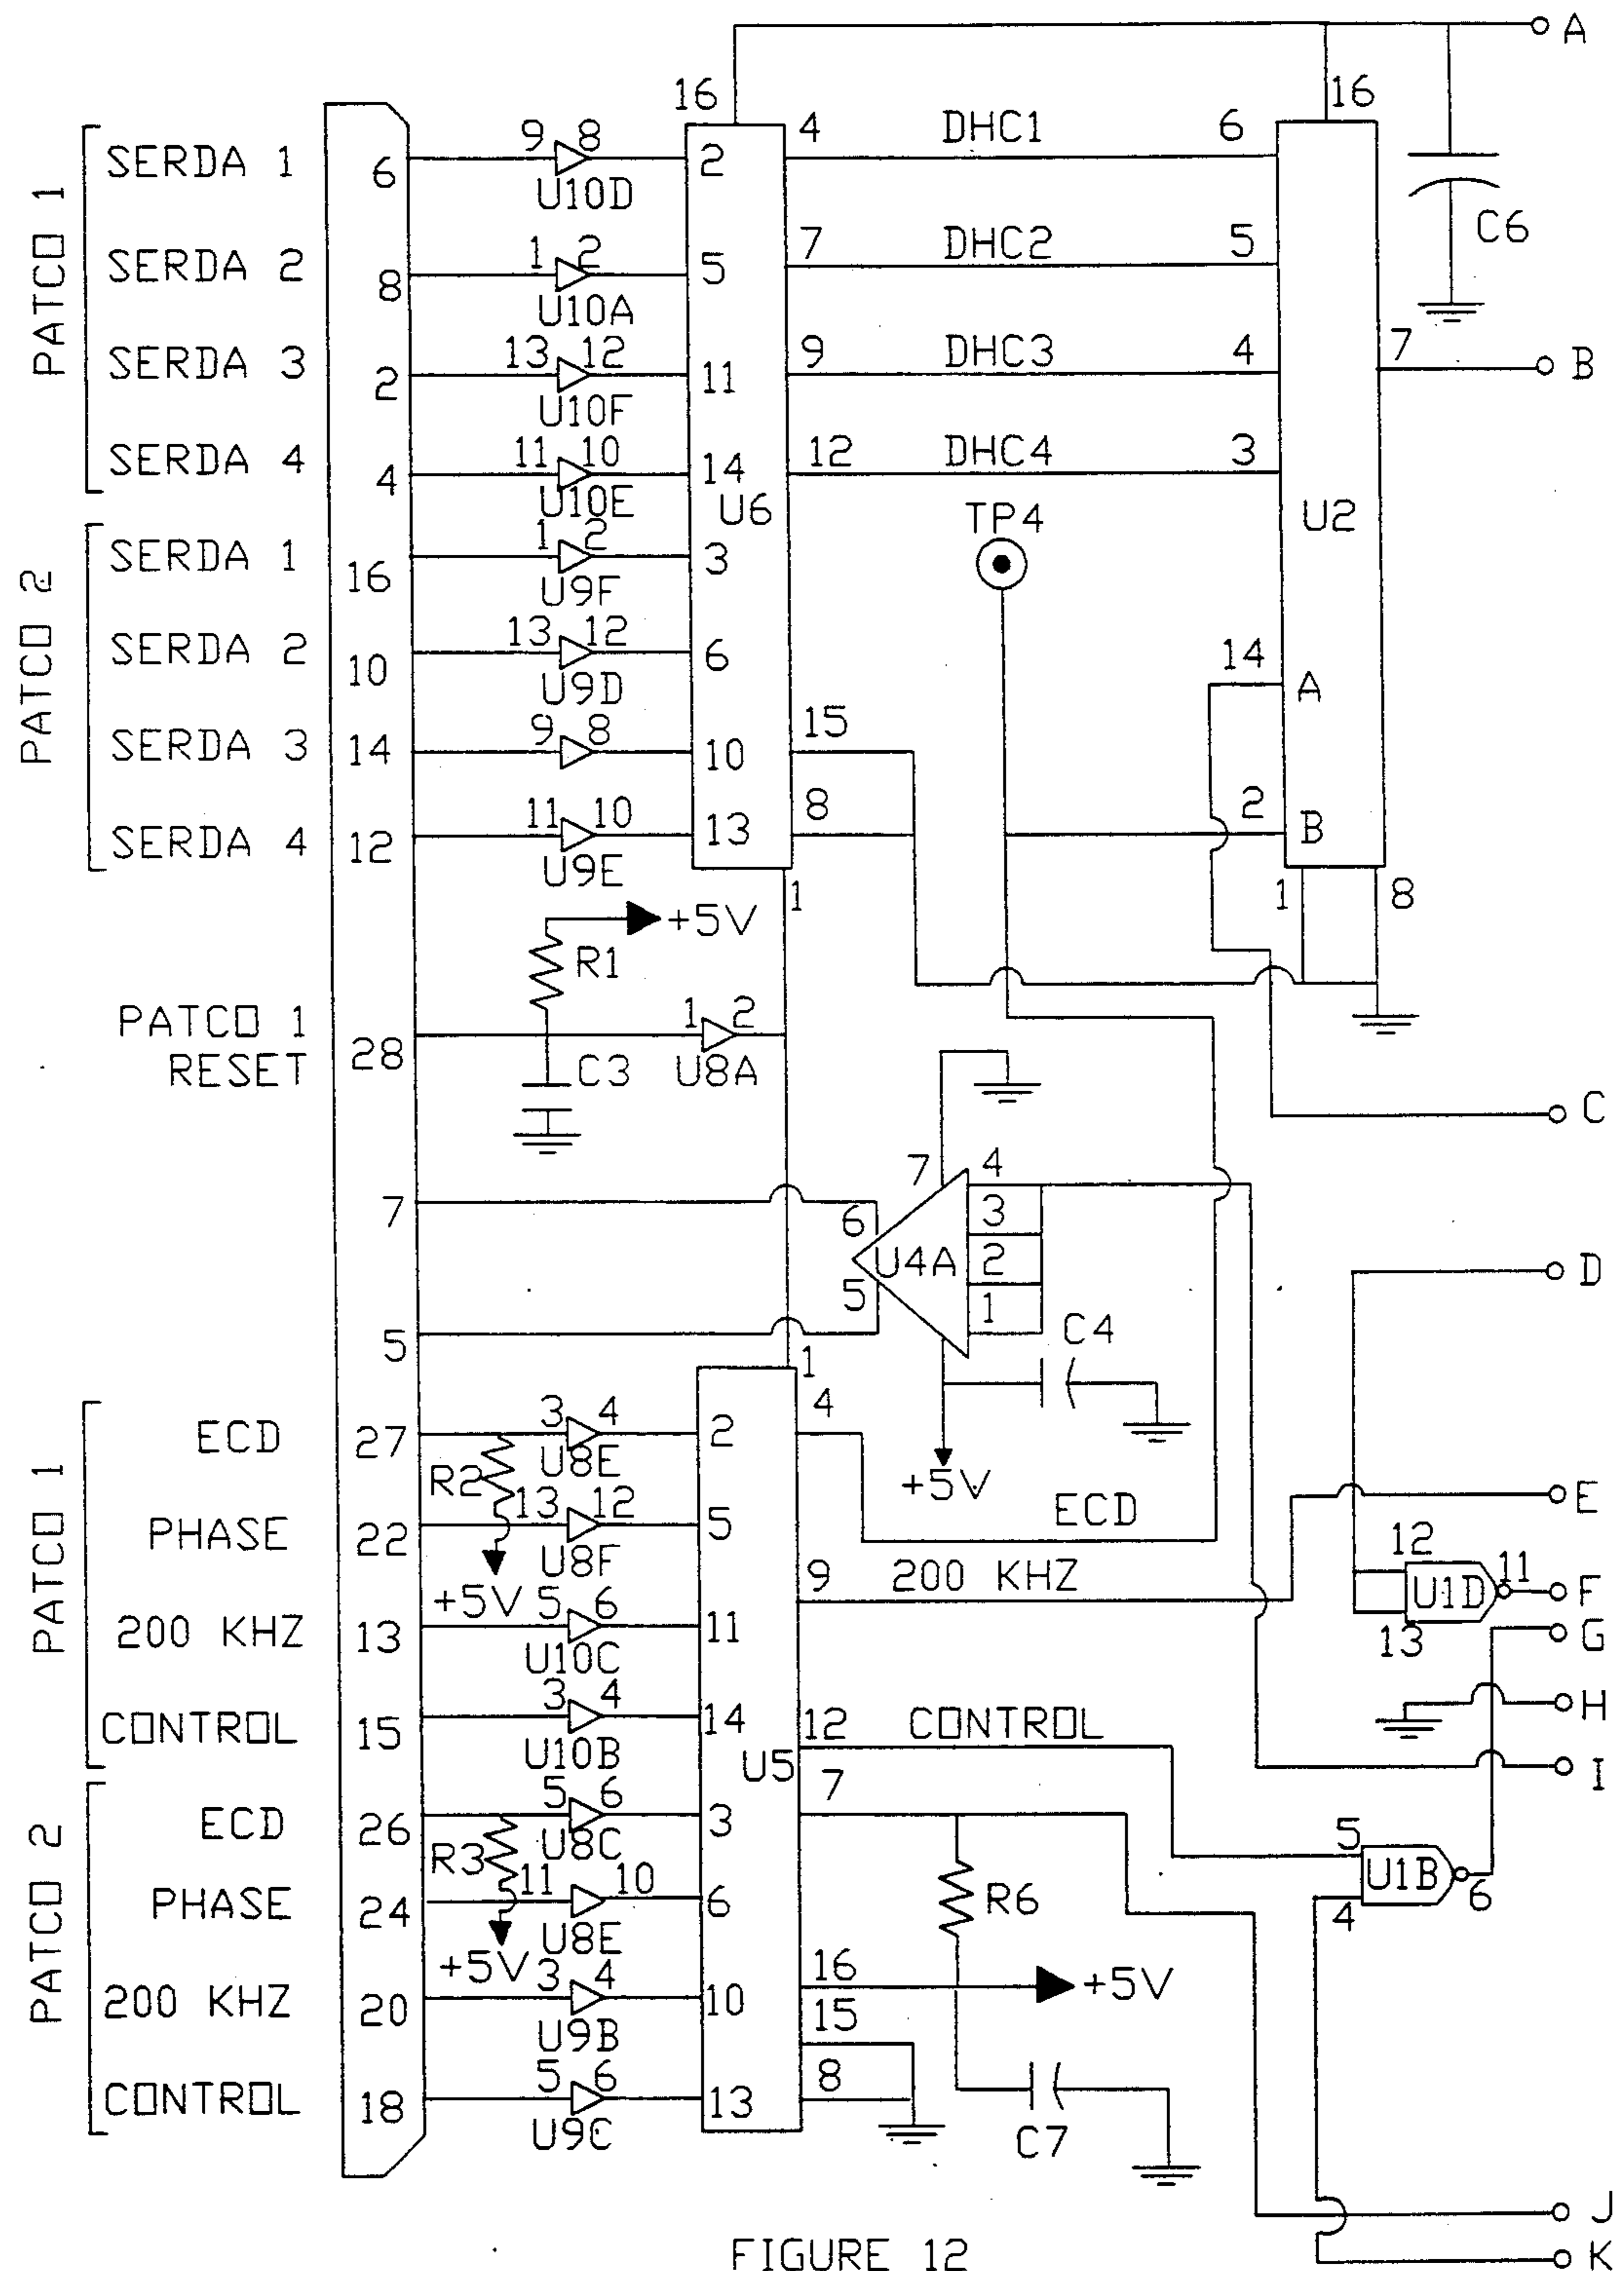 A
16
16
PATCO 1
SERDA 1
6
9 8
U10D
2
4
DHC1
6
C6
SERDA 2
8
1 2
U10A
5
7
DHC2
5
SERDA 3
2
13 12
U10F
11
9
DHC3
4
7
B
SERDA 4
4
11 10
U10E
14
12
DHC4
3
U6
U2
TP4
PATCO 2
SERDA 1
16
1 2
U9F
3
SERDA 2
10
13 12
U9D
6
14
A
SERDA 3
14
9 8
10
15
SERDA 4
12
11 10
U9E
13
8
2
B
1
1
8
+5V
R1
PATCO 1
RESET
28
C3
1 2
U8A
C
7
6
5
5
U4A
7
4
3
2
1
C4
+5V
D
1
PATCO 1
ECD
27
3 4
U8E
2
4
R2
PHASE
22
13 12
U8F
5
ECD
E
+5V
200 KHZ
13
5 6
U10C
11
9
200 KHZ
12
13
U1D
11
F
G
H
CONTROL
15
3 4
U10B
14
12
CONTROL
U5
I
PATCO 2
ECD
26
5 6
U8C
3
7
R3
5
4
U1B
6
PHASE
24
11 10
U8E
6
R6
+5V
200 KHZ
20
3 4
U9B
10
16
+5V
15
CONTROL
18
5 6
U9C
13
8
C7
J
K
FIGURE 12